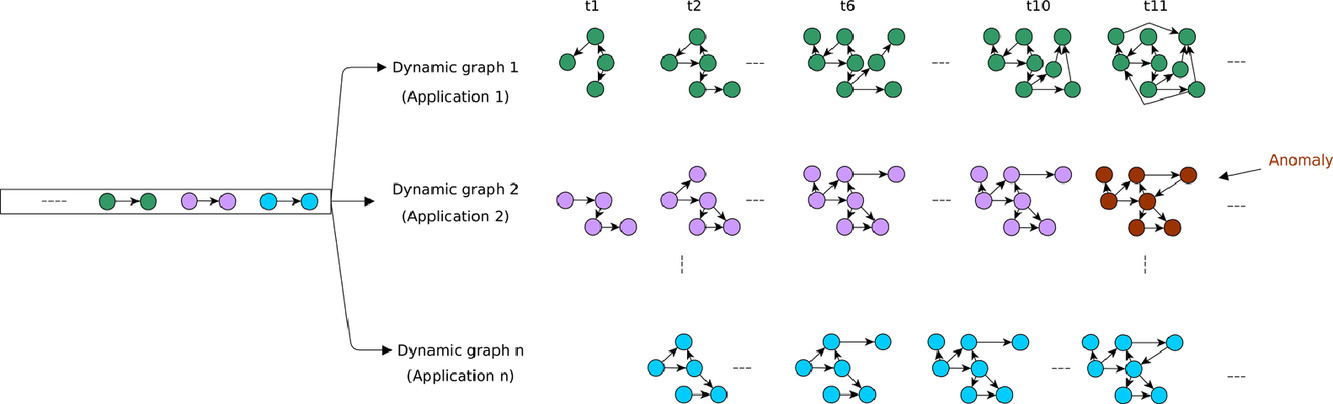 t1 t2 t6 t10 t11
Dynamic graph 1
(Application 1)
Anomaly
Dynamic graph 2
(Application 2)
Dynamic graph n
(Application n)